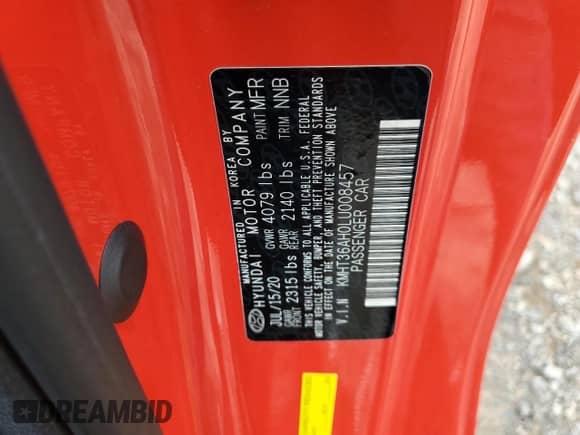 MANUFACTURED IN KOREA BY
HYUNDAI MOTOR COMPANY
JUL/15/20 GVWR 4079 lbs PAINT MFR
GAWR FRONT 2315 lbs GAWR REAR 2140 lbs TRIM NNB
THIS VEHICLE CONFORMS TO ALL APPLICABLE U.S.A. FEDERAL
MOTOR VEHICLE SAFETY, BUMPER, AND THEFT PREVENTION STANDARDS
IN EFFECT ON THE DATE OF MANUFACTURE SHOWN ABOVE
V.I.N KMHT36AH0LU008457
PASSENGER CAR
DREAMBID